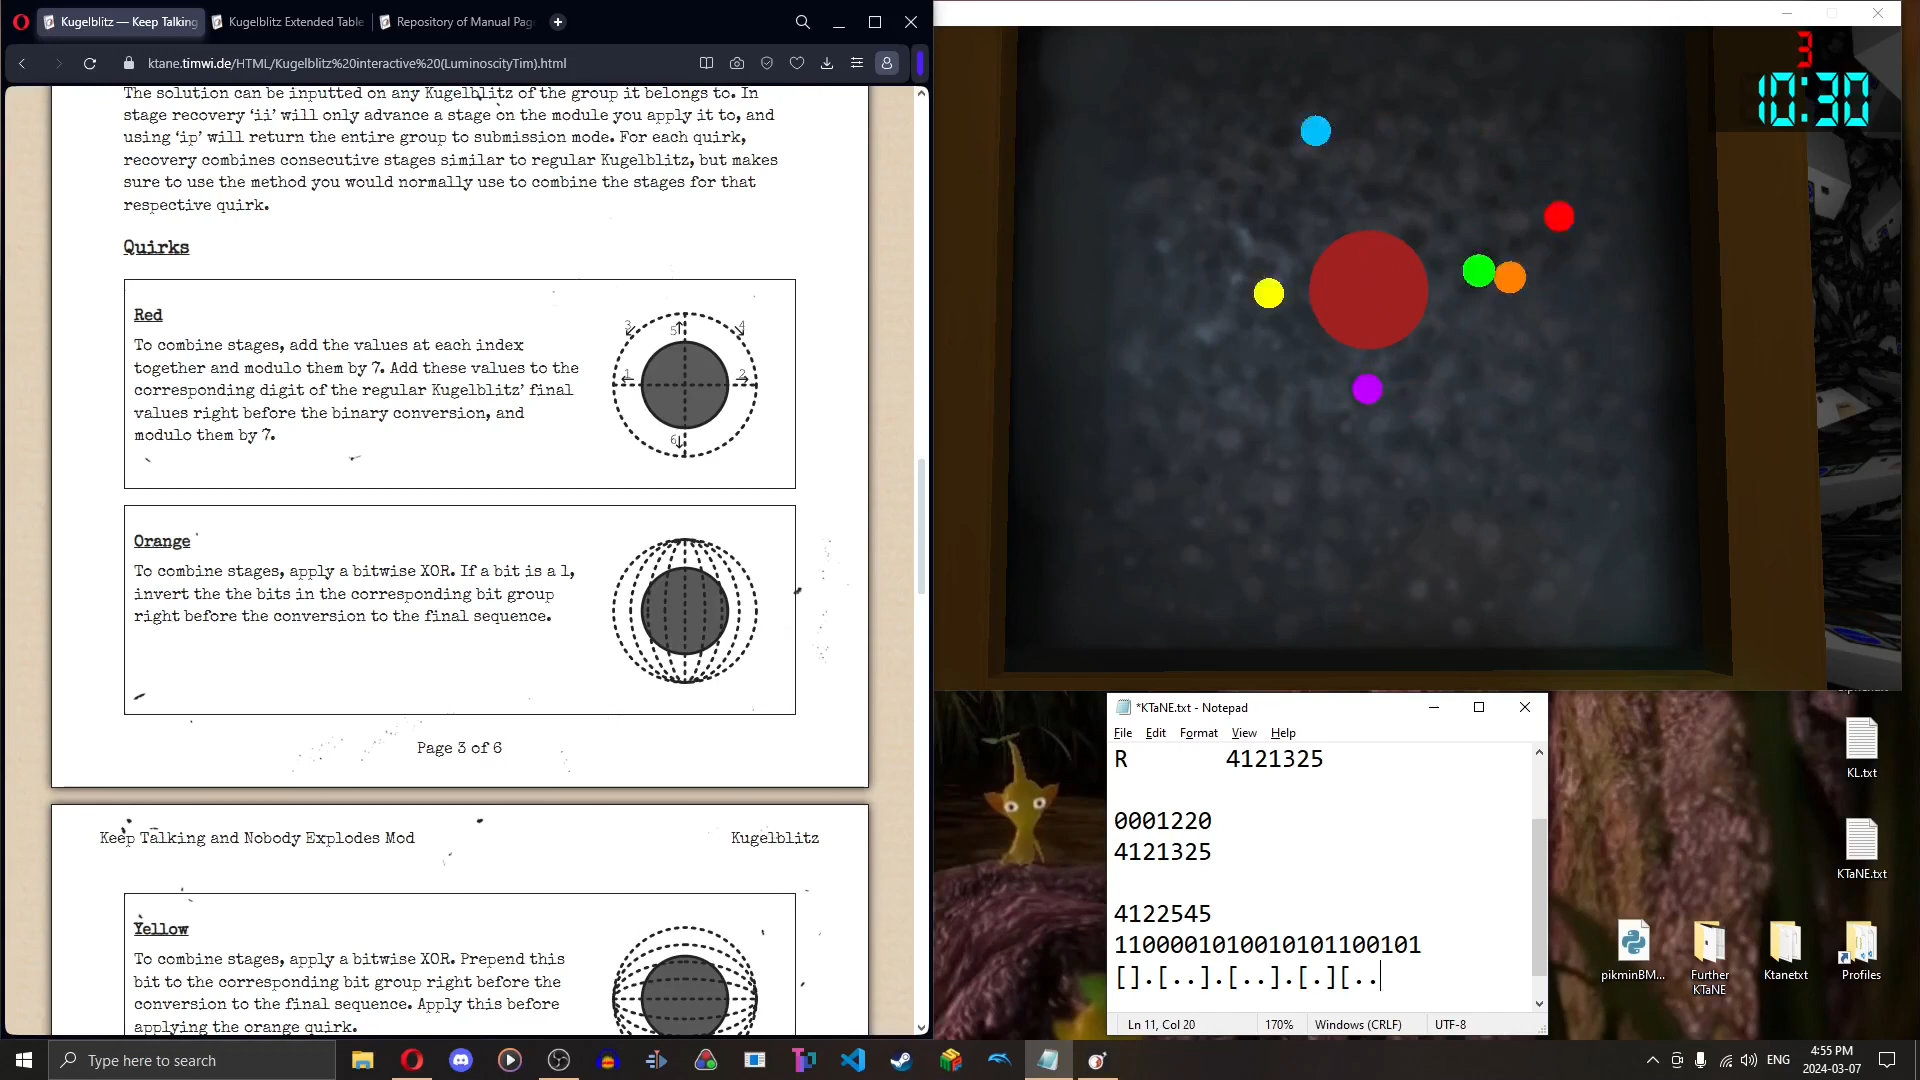 Kugelblitz — Keep Talking
Kugelblitz Extended Table
Repository of Manual Pag
ktane.timwi.de/HTML/Kugelblitz%20interactive%20(LuminosityTim).html
The solution can be inputted on any Kugelblitz of the group it belongs to. In
stage recovery ‘ii’ will only advance a stage on the module you apply it to, and
using ‘ip’ will return the entire group to submission mode. For each quirk,
recovery combines consecutive stages similar to regular Kugelblitz, but makes
sure to use the method you would normally use to combine the stages for that
respective quirk.
Quirks
Red
To combine stages, add the values at each index
together and modulo them by 7. Add these values to the
corresponding digit of the regular Kugelblitz’ final
values right before the binary conversion, and
modulo them by 7.
3
5
4
1
2
6
Orange
To combine stages, apply a bitwise XOR. If a bit is a 1,
invert the the bits in the corresponding bit group
right before the conversion to the final sequence.
Page 3 of 6
Keep Talking and Nobody Explodes Mod
Kugelblitz
Yellow
To combine stages, apply a bitwise XOR. Prepend this
bit to the corresponding bit group right before the
conversion to the final sequence. Apply this before
applying the orange quirk.
3
10:30
*KTaNE.txt - Notepad
File Edit Format View Help
R 4121325
0001220
4121325
4122545
1100001010010101100101
[].[..].[..].[.][..
Ln 11, Col 20
170%
Windows (CRLF)
UTF-8
KL.txt
KTaNE.txt
pikminBM...
Further KTaNE
Ktanetxt
Profiles
Type here to search
ENG
4:55 PM
2024-03-07